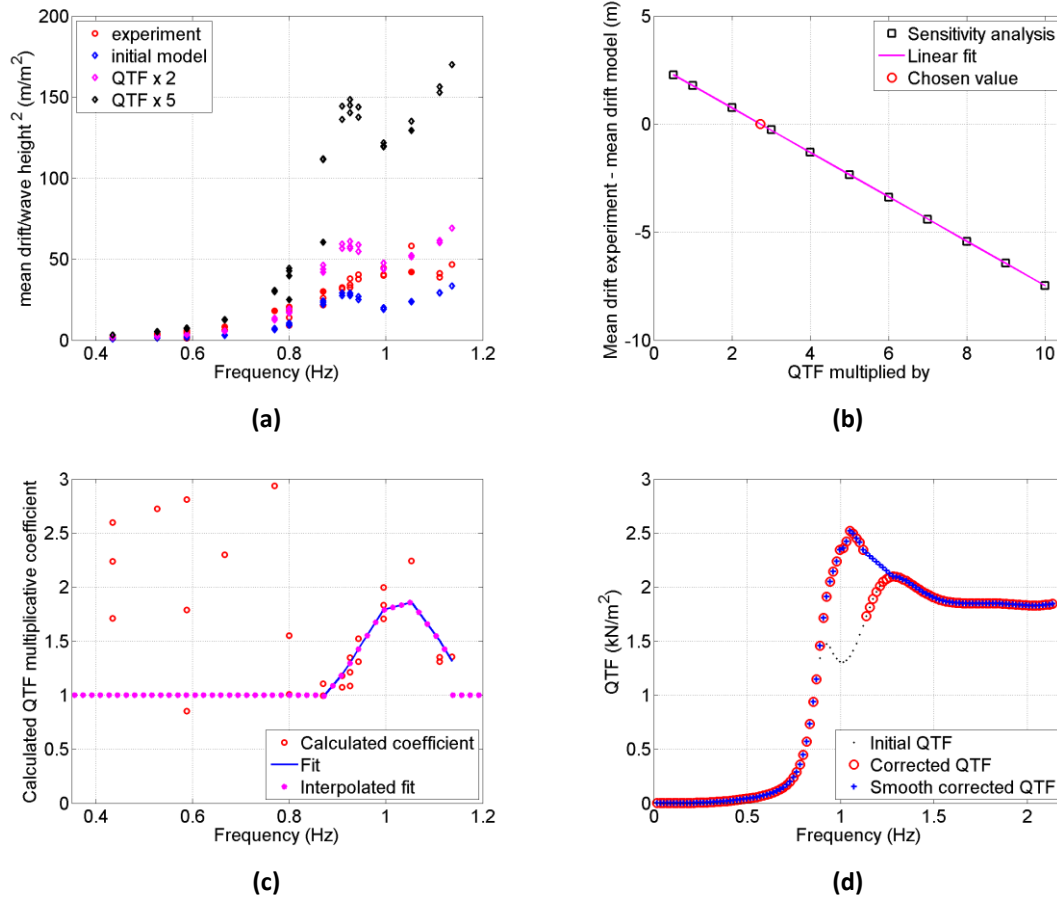 200
150
100
50
0
0.4 0.6 0.8 1 1.2
mean drift/wave height 2 (m/m2)
Frequency (Hz)
experiment
initial model
QTF x 2
QTF x 5
(a)
5
0
-5
-10
0 2 4 6 8 10
Mean drift experiment - mean drift model (m)
QTF multiplied by
Sensitivity analysis
Linear fit
Chosen value
(b)
3
2.5
2
1.5
1
0.5
0
0.4 0.6 0.8 1 1.2
Calculated QTF multiplicative coefficient
Frequency (Hz)
Calculated coefficient
Fit
Interpolated fit
(c)
3
2.5
2
1.5
1
0.5
0
0 0.5 1 1.5 2
QTF (kN/m2)
Frequency (Hz)
Initial QTF
Corrected QTF
Smooth corrected QTF
(d)